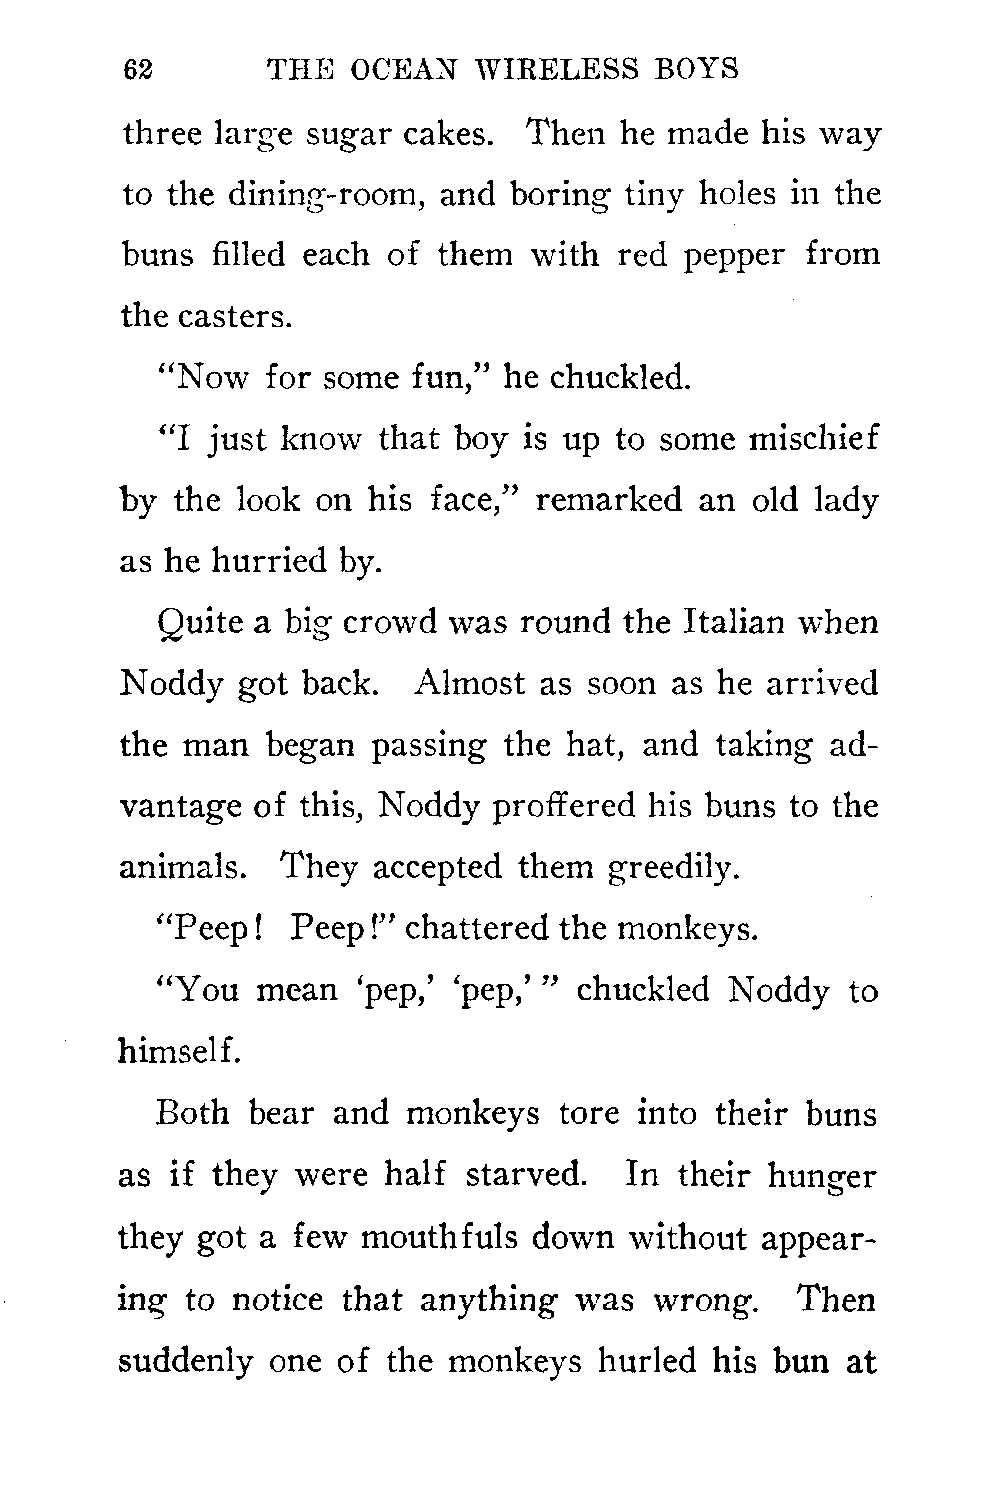 62 THE OCEAN WIRELESS BOYS
three large sugar cakes. Then he made his way
to the dining-room, and boring tiny holes in the
buns filled each of them with red pepper from
the casters.
“Now for some fun,” he chuckled.
“I just know that boy is up to some mischief
by the look on his face,” remarked an old lady
as he hurried by.
Quite a big crowd was round the Italian when
Noddy got back. Almost as soon as he arrived
the man began passing the hat, and taking ad-
vantage of this, Noddy proffered his buns to the
animals. They accepted them greedily.
“Peep! Peep!” chattered the monkeys.
“You mean ‘pep,’ ‘pep,’” chuckled Noddy to
himself.
Both bear and monkeys tore into their buns
as if they were half starved. In their hunger
they got a few mouthfuls down without appear-
ing to notice that anything was wrong. Then
suddenly one of the monkeys hurled his bun at